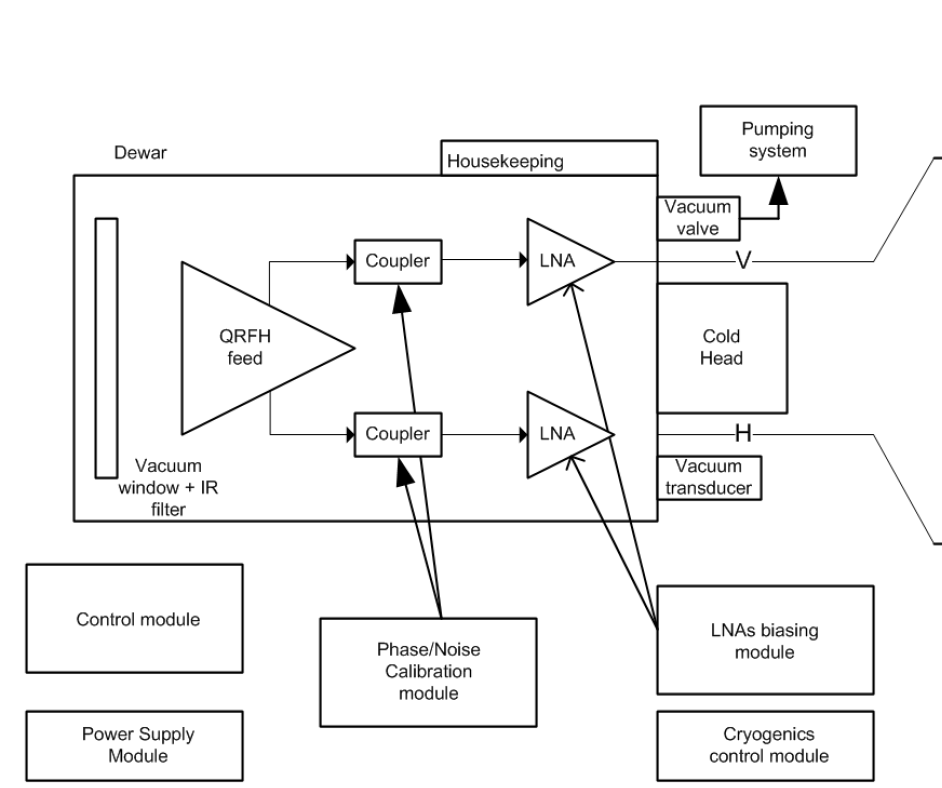 Pumping
system
Dewar
Housekeeping
Vacuum
valve
Coupler
LNA
V
QRFH
feed
Cold
Head
Coupler
LNA
H
Vacuum
window + IR
filter
Vacuum
transducer
Control module
Phase/Noise
Calibration
module
LNAs biasing
module
Power Supply
Module
Cryogenics
control module